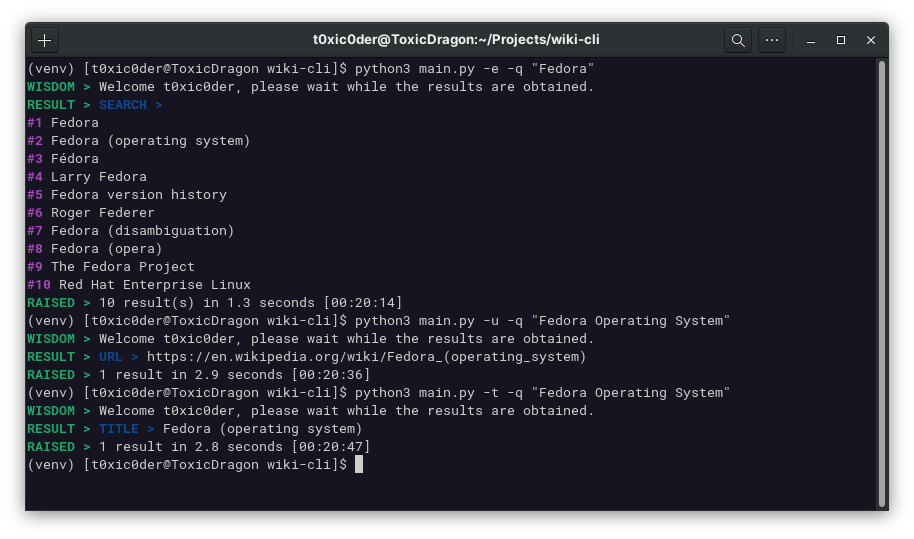 t0xic0der@ToxicDragon:~/Projects/wiki-cli
(venv) [t0xic0der@ToxicDragon wiki-cli]$ python3 main.py -e -q "Fedora"
WISDOM > Welcome t0xic0der, please wait while the results are obtained.
RESULT > SEARCH >
#1 Fedora
#2 Fedora (operating system)
#3 Fédora
#4 Larry Fedora
#5 Fedora version history
#6 Roger Federer
#7 Fedora (disambiguation)
#8 Fedora (opera)
#9 The Fedora Project
#10 Red Hat Enterprise Linux
RAISED > 10 result(s) in 1.3 seconds [00:20:14]
(venv) [t0xic0der@ToxicDragon wiki-cli]$ python3 main.py -u -q "Fedora Operating System"
WISDOM > Welcome t0xic0der, please wait while the results are obtained.
RESULT > URL > https://en.wikipedia.org/wiki/Fedora_(operating_system)
RAISED > 1 result in 2.9 seconds [00:20:36]
(venv) [t0xic0der@ToxicDragon wiki-cli]$ python3 main.py -t -q "Fedora Operating System"
WISDOM > Welcome t0xic0der, please wait while the results are obtained.
RESULT > TITLE > Fedora (operating system)
RAISED > 1 result in 2.8 seconds [00:20:47]
(venv) [t0xic0der@ToxicDragon wiki-cli]$